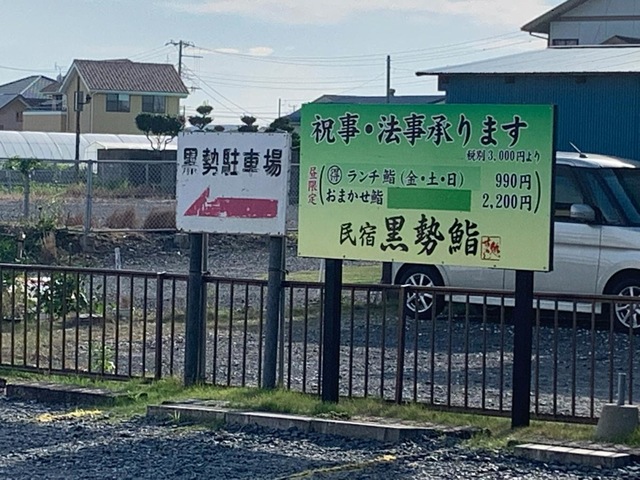 黒勢駐車場
祝事・法事承ります
税別3,000円より
昼限定
㊝ランチ鮨(金・土・日) 990円
おまかせ鮨 2,200円
民宿 黒勢鮨